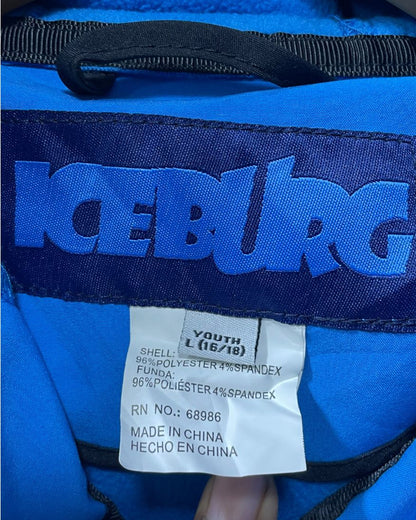 ICEBURG
YOUTH
L (16/18)
SHELL:
96%POLYESTER 4%SPANDEX
FUNDA:
96%POLIÉSTER 4%SPANDEX
RN NO.: 68986
MADE IN CHINA
HECHO EN CHINA